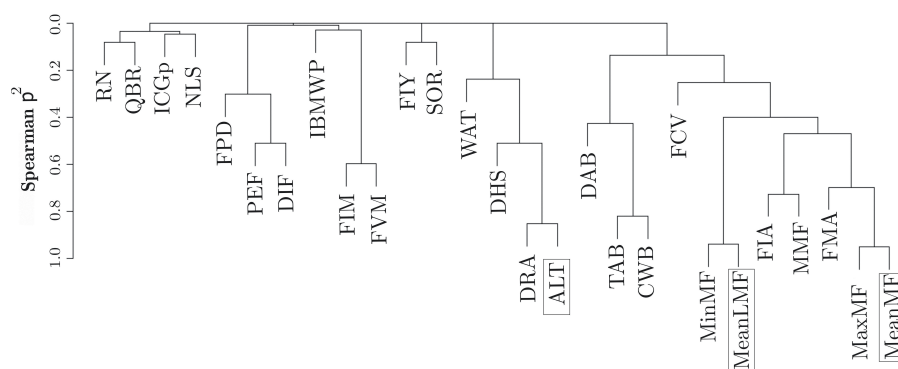 Spearman p²
0.0
0.2
0.4
0.6
0.8
1.0
RN
QBR
ICGp
NLS
FPD
PEF
DIF
IBMWP
FIM
FVM
FIY
SOR
WAT
DHS
DRA
ALT
DAB
TAB
CWB
FCV
MinMF
MeanLMF
FIA
MMF
FMA
MaxMF
MeanMF